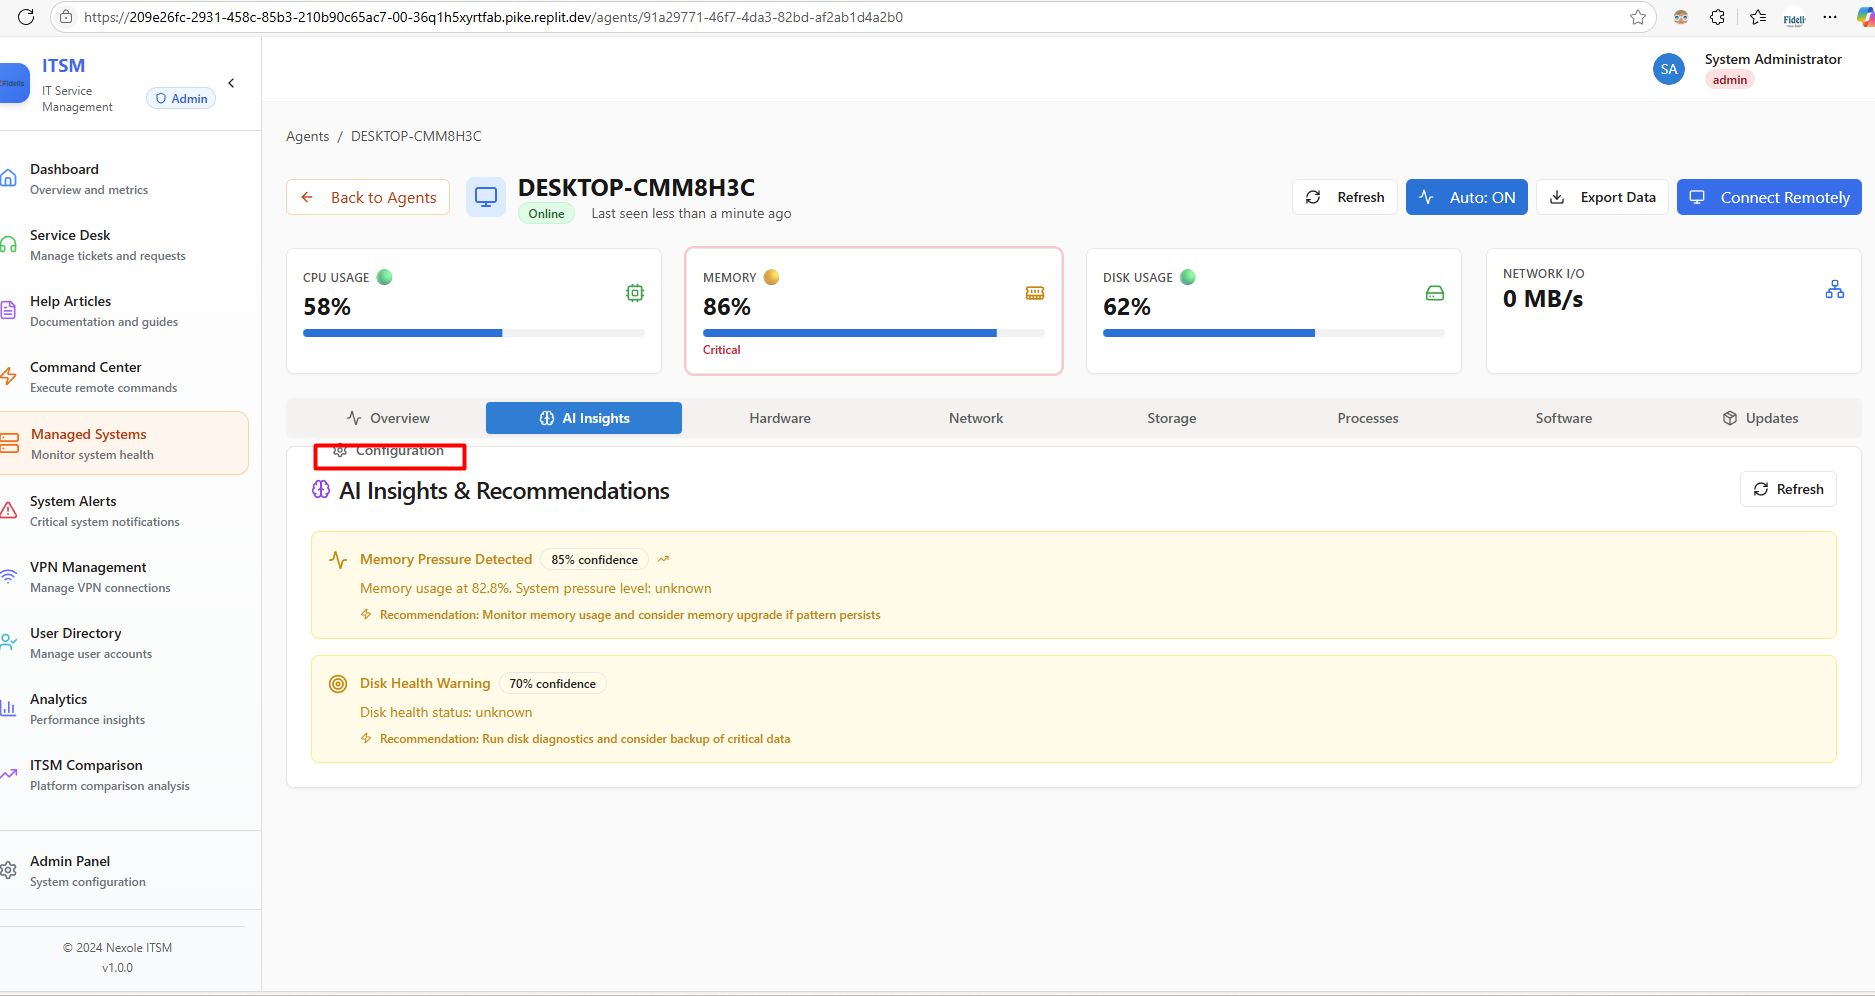 https://209e26fc-2931-458c-85b3-210b90c65ac7-00-36q1h5xyrtfab.pike.replit.dev/agents/91a29771-46f7-4da3-82bd-af2ab1d4a2b0
Fideli
Fidelis
ITSM
IT Service
Management
Admin
System Administrator
SA
admin
Dashboard
Overview and metrics
Service Desk
Manage tickets and requests
Help Articles
Documentation and guides
Command Center
Execute remote commands
Managed Systems
Monitor system health
System Alerts
Critical system notifications
VPN Management
Manage VPN connections
User Directory
Manage user accounts
Analytics
Performance insights
ITSM Comparison
Platform comparison analysis
Admin Panel
System configuration
© 2024 Nexole ITSM
v1.0.0
Agents / DESKTOP-CMM8H3C
Back to Agents
DESKTOP-CMM8H3C
Online Last seen less than a minute ago
Refresh
Auto: ON
Export Data
Connect Remotely
CPU USAGE
58%
MEMORY
86%
Critical
DISK USAGE
62%
NETWORK I/O
0 MB/s
Overview AI Insights Hardware Network Storage Processes Software Updates
Configuration
AI Insights & Recommendations
Refresh
Memory Pressure Detected 85% confidence
Memory usage at 82.8%. System pressure level: unknown
Recommendation: Monitor memory usage and consider memory upgrade if pattern persists
Disk Health Warning 70% confidence
Disk health status: unknown
Recommendation: Run disk diagnostics and consider backup of critical data